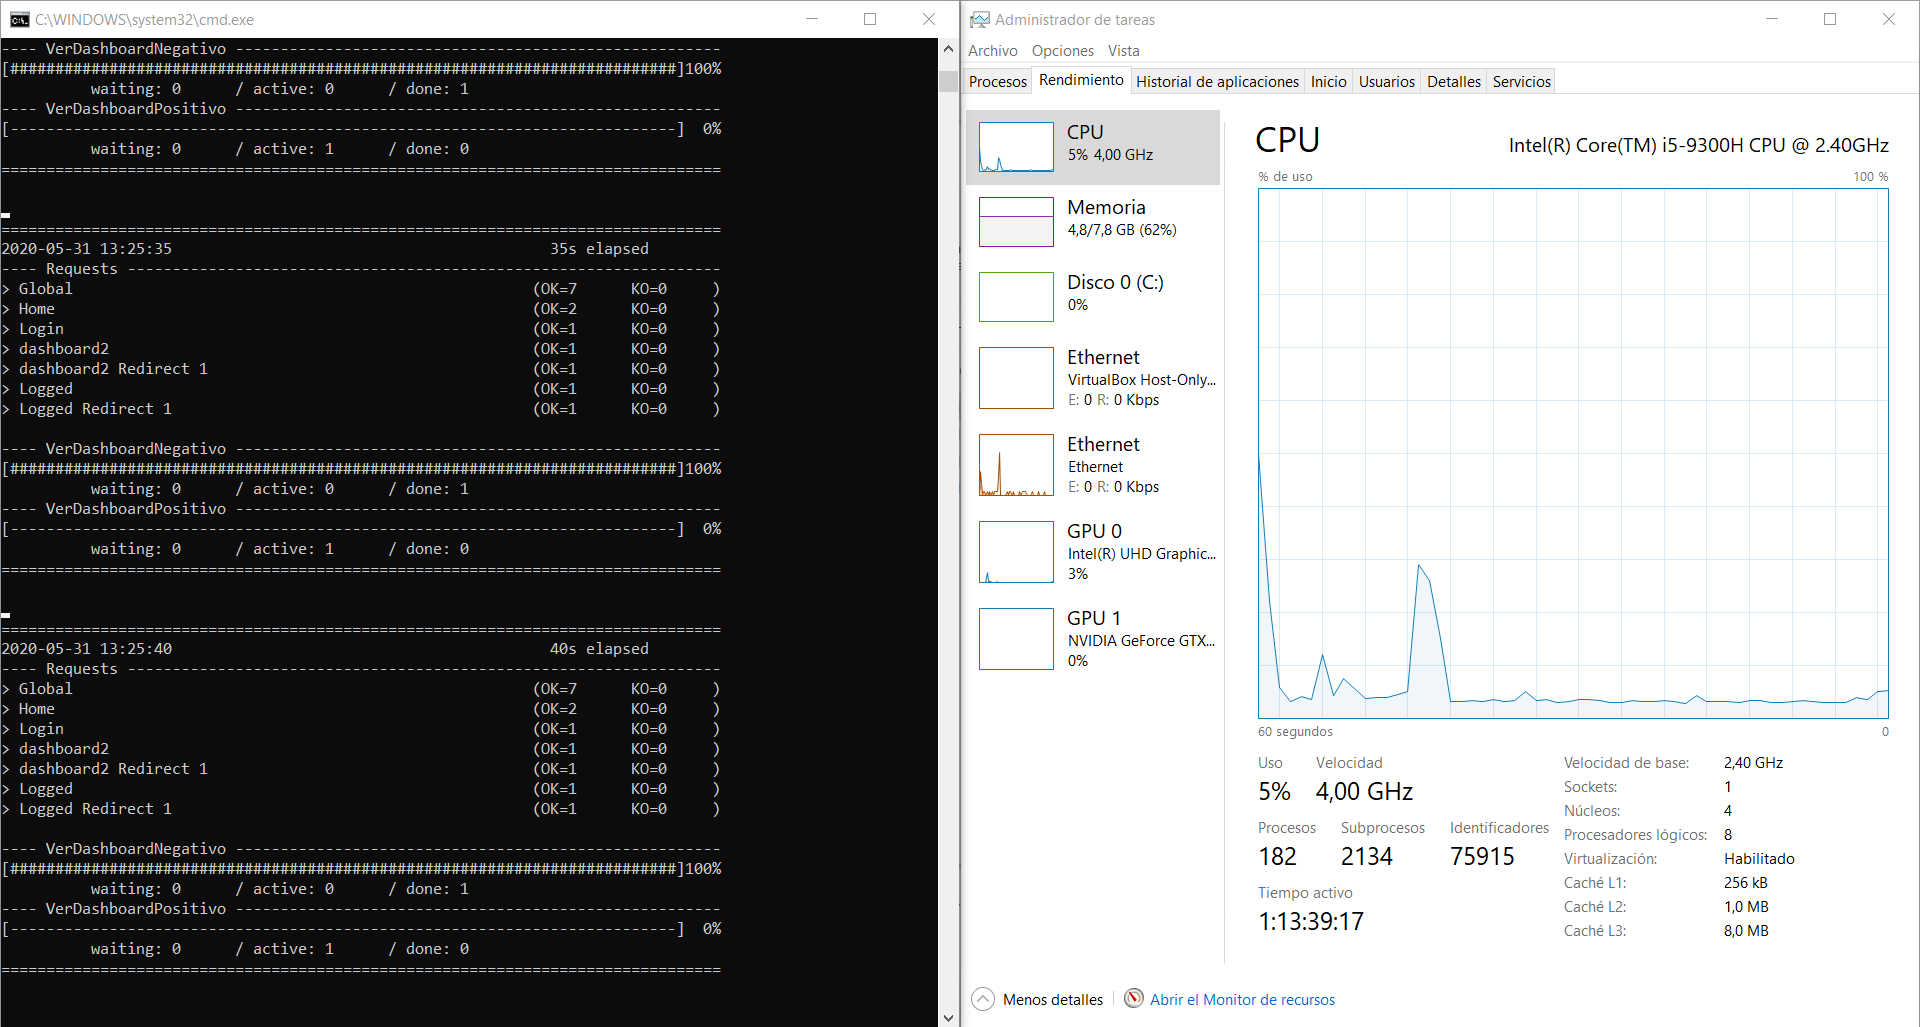 C:\WINDOWS\system32\cmd.exe
---- VerDashboardNegativo ------------------------------------------------------
[##########################################################################]100%
          waiting: 0      / active: 0      / done: 1
---- VerDashboardPositivo ------------------------------------------------------
[--------------------------------------------------------------------------]  0%
          waiting: 0      / active: 1      / done: 0
================================================================================
================================================================================
2020-05-31 13:25:35                                          35s elapsed
---- Requests ------------------------------------------------------------------
> Global                                                   (OK=7      KO=0     )
> Home                                                     (OK=2      KO=0     )
> Login                                                    (OK=1      KO=0     )
> dashboard2                                               (OK=1      KO=0     )
> dashboard2 Redirect 1                                    (OK=1      KO=0     )
> Logged                                                   (OK=1      KO=0     )
> Logged Redirect 1                                        (OK=1      KO=0     )
---- VerDashboardNegativo ------------------------------------------------------
[##########################################################################]100%
          waiting: 0      / active: 0      / done: 1
---- VerDashboardPositivo ------------------------------------------------------
[--------------------------------------------------------------------------]  0%
          waiting: 0      / active: 1      / done: 0
================================================================================
================================================================================
2020-05-31 13:25:40                                          40s elapsed
---- Requests ------------------------------------------------------------------
> Global                                                   (OK=7      KO=0     )
> Home                                                     (OK=2      KO=0     )
> Login                                                    (OK=1      KO=0     )
> dashboard2                                               (OK=1      KO=0     )
> dashboard2 Redirect 1                                    (OK=1      KO=0     )
> Logged                                                   (OK=1      KO=0     )
> Logged Redirect 1                                        (OK=1      KO=0     )
---- VerDashboardNegativo ------------------------------------------------------
[##########################################################################]100%
          waiting: 0      / active: 0      / done: 1
---- VerDashboardPositivo ------------------------------------------------------
[--------------------------------------------------------------------------]  0%
          waiting: 0      / active: 1      / done: 0
================================================================================
Administrador de tareas
Archivo Opciones Vista
Procesos Rendimiento Historial de aplicaciones Inicio Usuarios Detalles Servicios
CPU
5% 4,00 GHz
Memoria
4,8/7,8 GB (62%)
Disco 0 (C:)
0%
Ethernet
VirtualBox Host-Only...
E: 0 R: 0 Kbps
Ethernet
Ethernet
E: 0 R: 0 Kbps
GPU 0
Intel(R) UHD Graphic...
3%
GPU 1
NVIDIA GeForce GTX...
0%
CPU Intel(R) Core(TM) i5-9300H CPU @ 2.40GHz
% de uso 100 %
60 segundos 0
Uso Velocidad
5% 4,00 GHz
Procesos Subprocesos Identificadores
182 2134 75915
Tiempo activo
1:13:39:17
Velocidad de base: 2,40 GHz
Sockets: 1
Núcleos: 4
Procesadores lógicos: 8
Virtualización: Habilitado
Caché L1: 256 kB
Caché L2: 1,0 MB
Caché L3: 8,0 MB
Menos detalles Abrir el Monitor de recursos